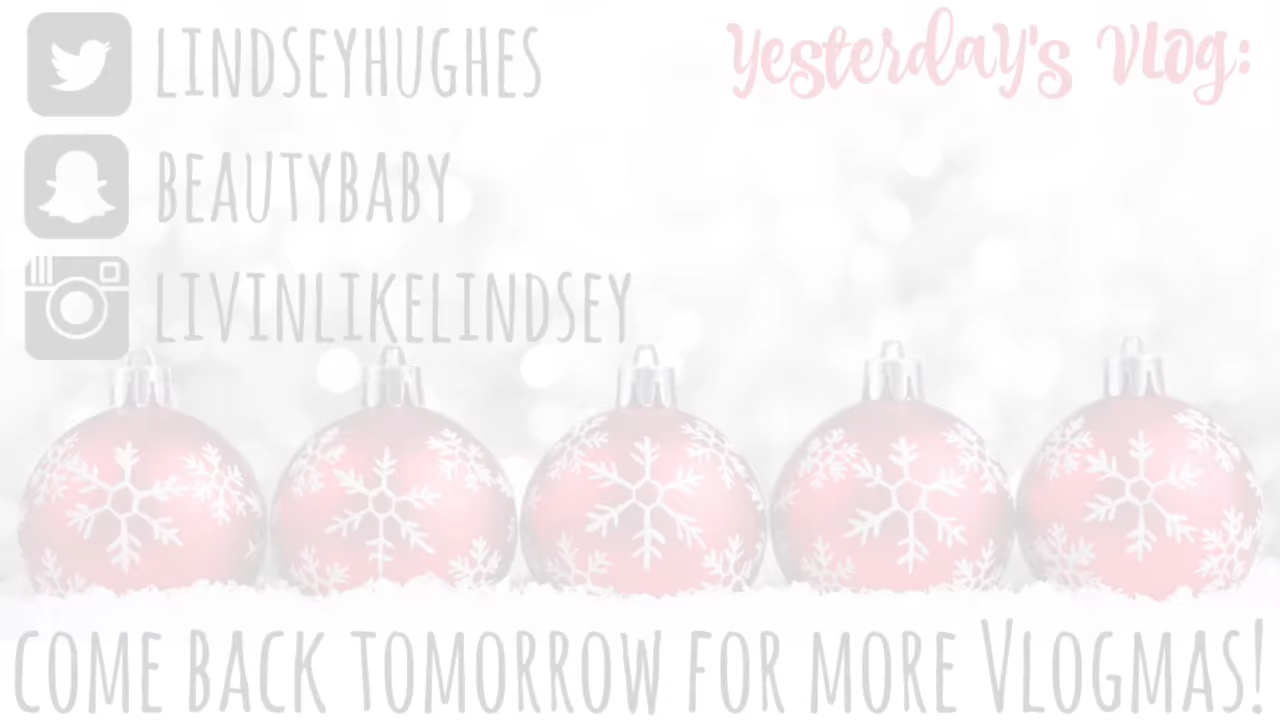 LINDSEYHUGHES
Yesterday's Vlog:
BEAUTYBABY
LIVINLIKELINDSEY
COME BACK TOMORROW FOR MORE VLOGMAS!